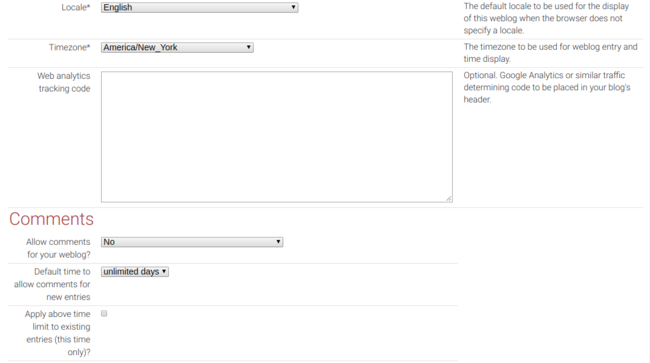 Locale* English The default locale to be used for the display
of this weblog when the browser does not
specify a locale.
Timezone* America/New_York The timezone to be used for weblog entry and
time display.
Web analytics Optional. Google Analytics or similar traffic
tracking code determining code to be placed in your blog's
header.
Comments
Allow comments No
for your weblog?
Default time to unlimited days
allow comments for
new entries
Apply above time
limit to existing
entries (this time
only)?